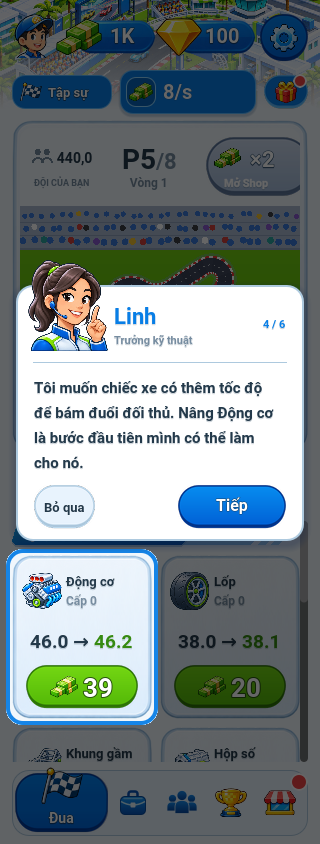 1K
100
Tập sự
8/s
440,0
ĐỘI CỦA BẠN
P5/8
Vòng 1
×2
Mở Shop
Linh
Trưởng kỹ thuật
4 / 6
Tôi muốn chiếc xe có thêm tốc độ
để bám đuổi đối thủ. Nâng Động cơ
là bước đầu tiên mình có thể làm
cho nó.
Bỏ qua
Tiếp
Động cơ
Cấp 0
46.0 → 46.2
39
Lốp
Cấp 0
38.0 → 38.1
20
Khung gầm
Hộp số
Đua